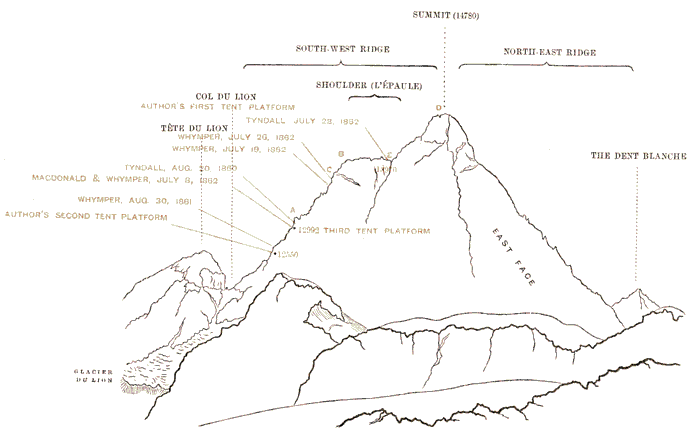 SUMMIT (14780)
SOUTH-WEST RIDGE
NORTH-EAST RIDGE
SHOULDER (L'ÉPAULE)
COL DU LION
AUTHOR'S FIRST TENT PLATFORM
D
TYNDALL, JULY 28, 1862
TÊTE DU LION
WHYMPER, JULY 26, 1862
WHYMPER, JULY 19, 1862
B
E
THE DENT BLANCHE
TYNDALL, AUG. 20, 1860
C
MACDONALD & WHYMPER, JULY 8, 1862
WHYMPER, AUG. 30, 1861
A
AUTHOR'S SECOND TENT PLATFORM
12992 THIRD TENT PLATFORM
12550
EAST FACE
GLACIER
DU LION